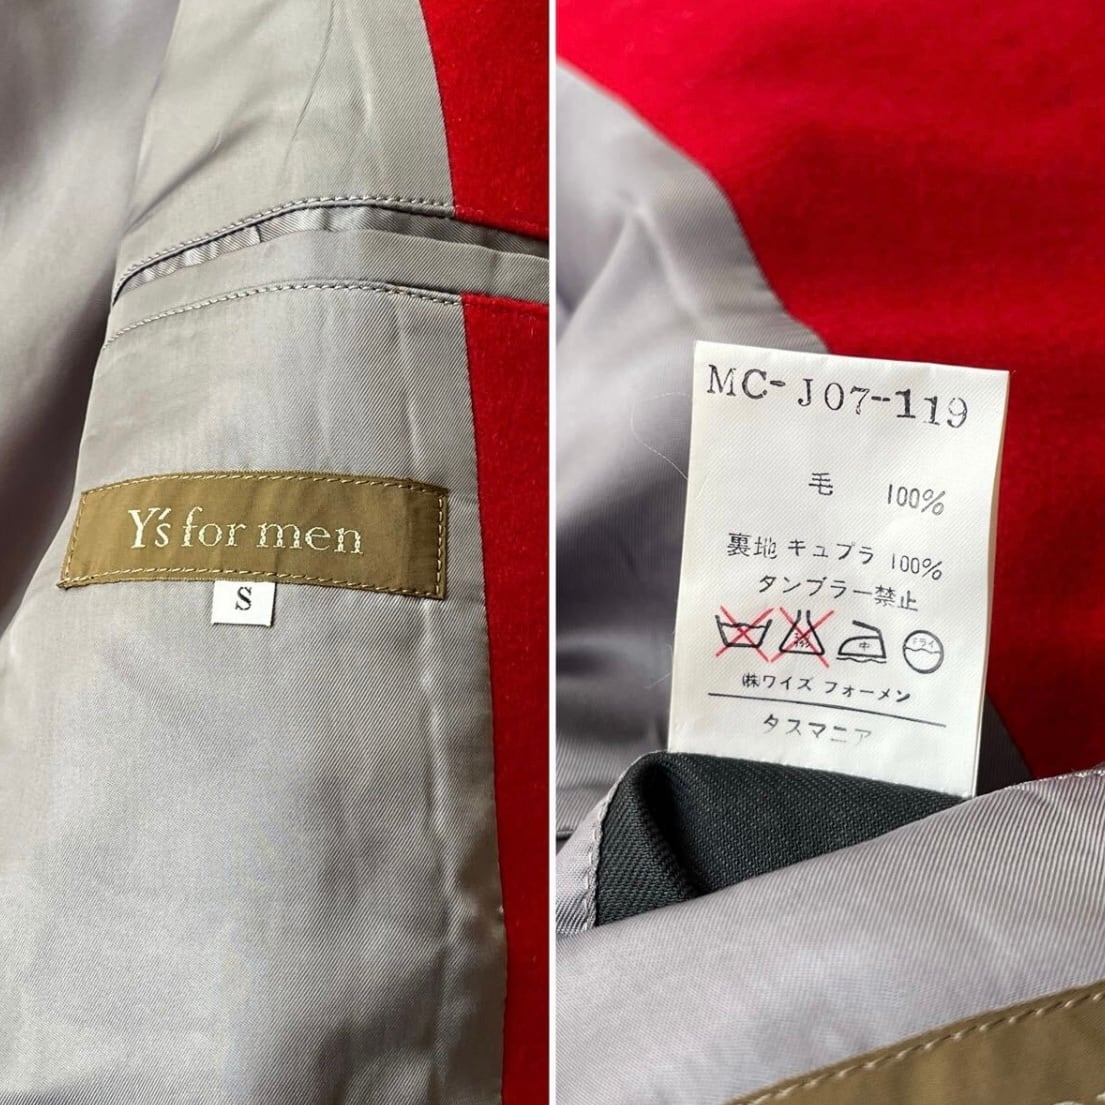 Y's for men
S
MC-J07-119
毛 100%
裏地 キュプラ 100%
タンブラー禁止
中 ドライ
㈱ワイズ フォーメン
タスマニア